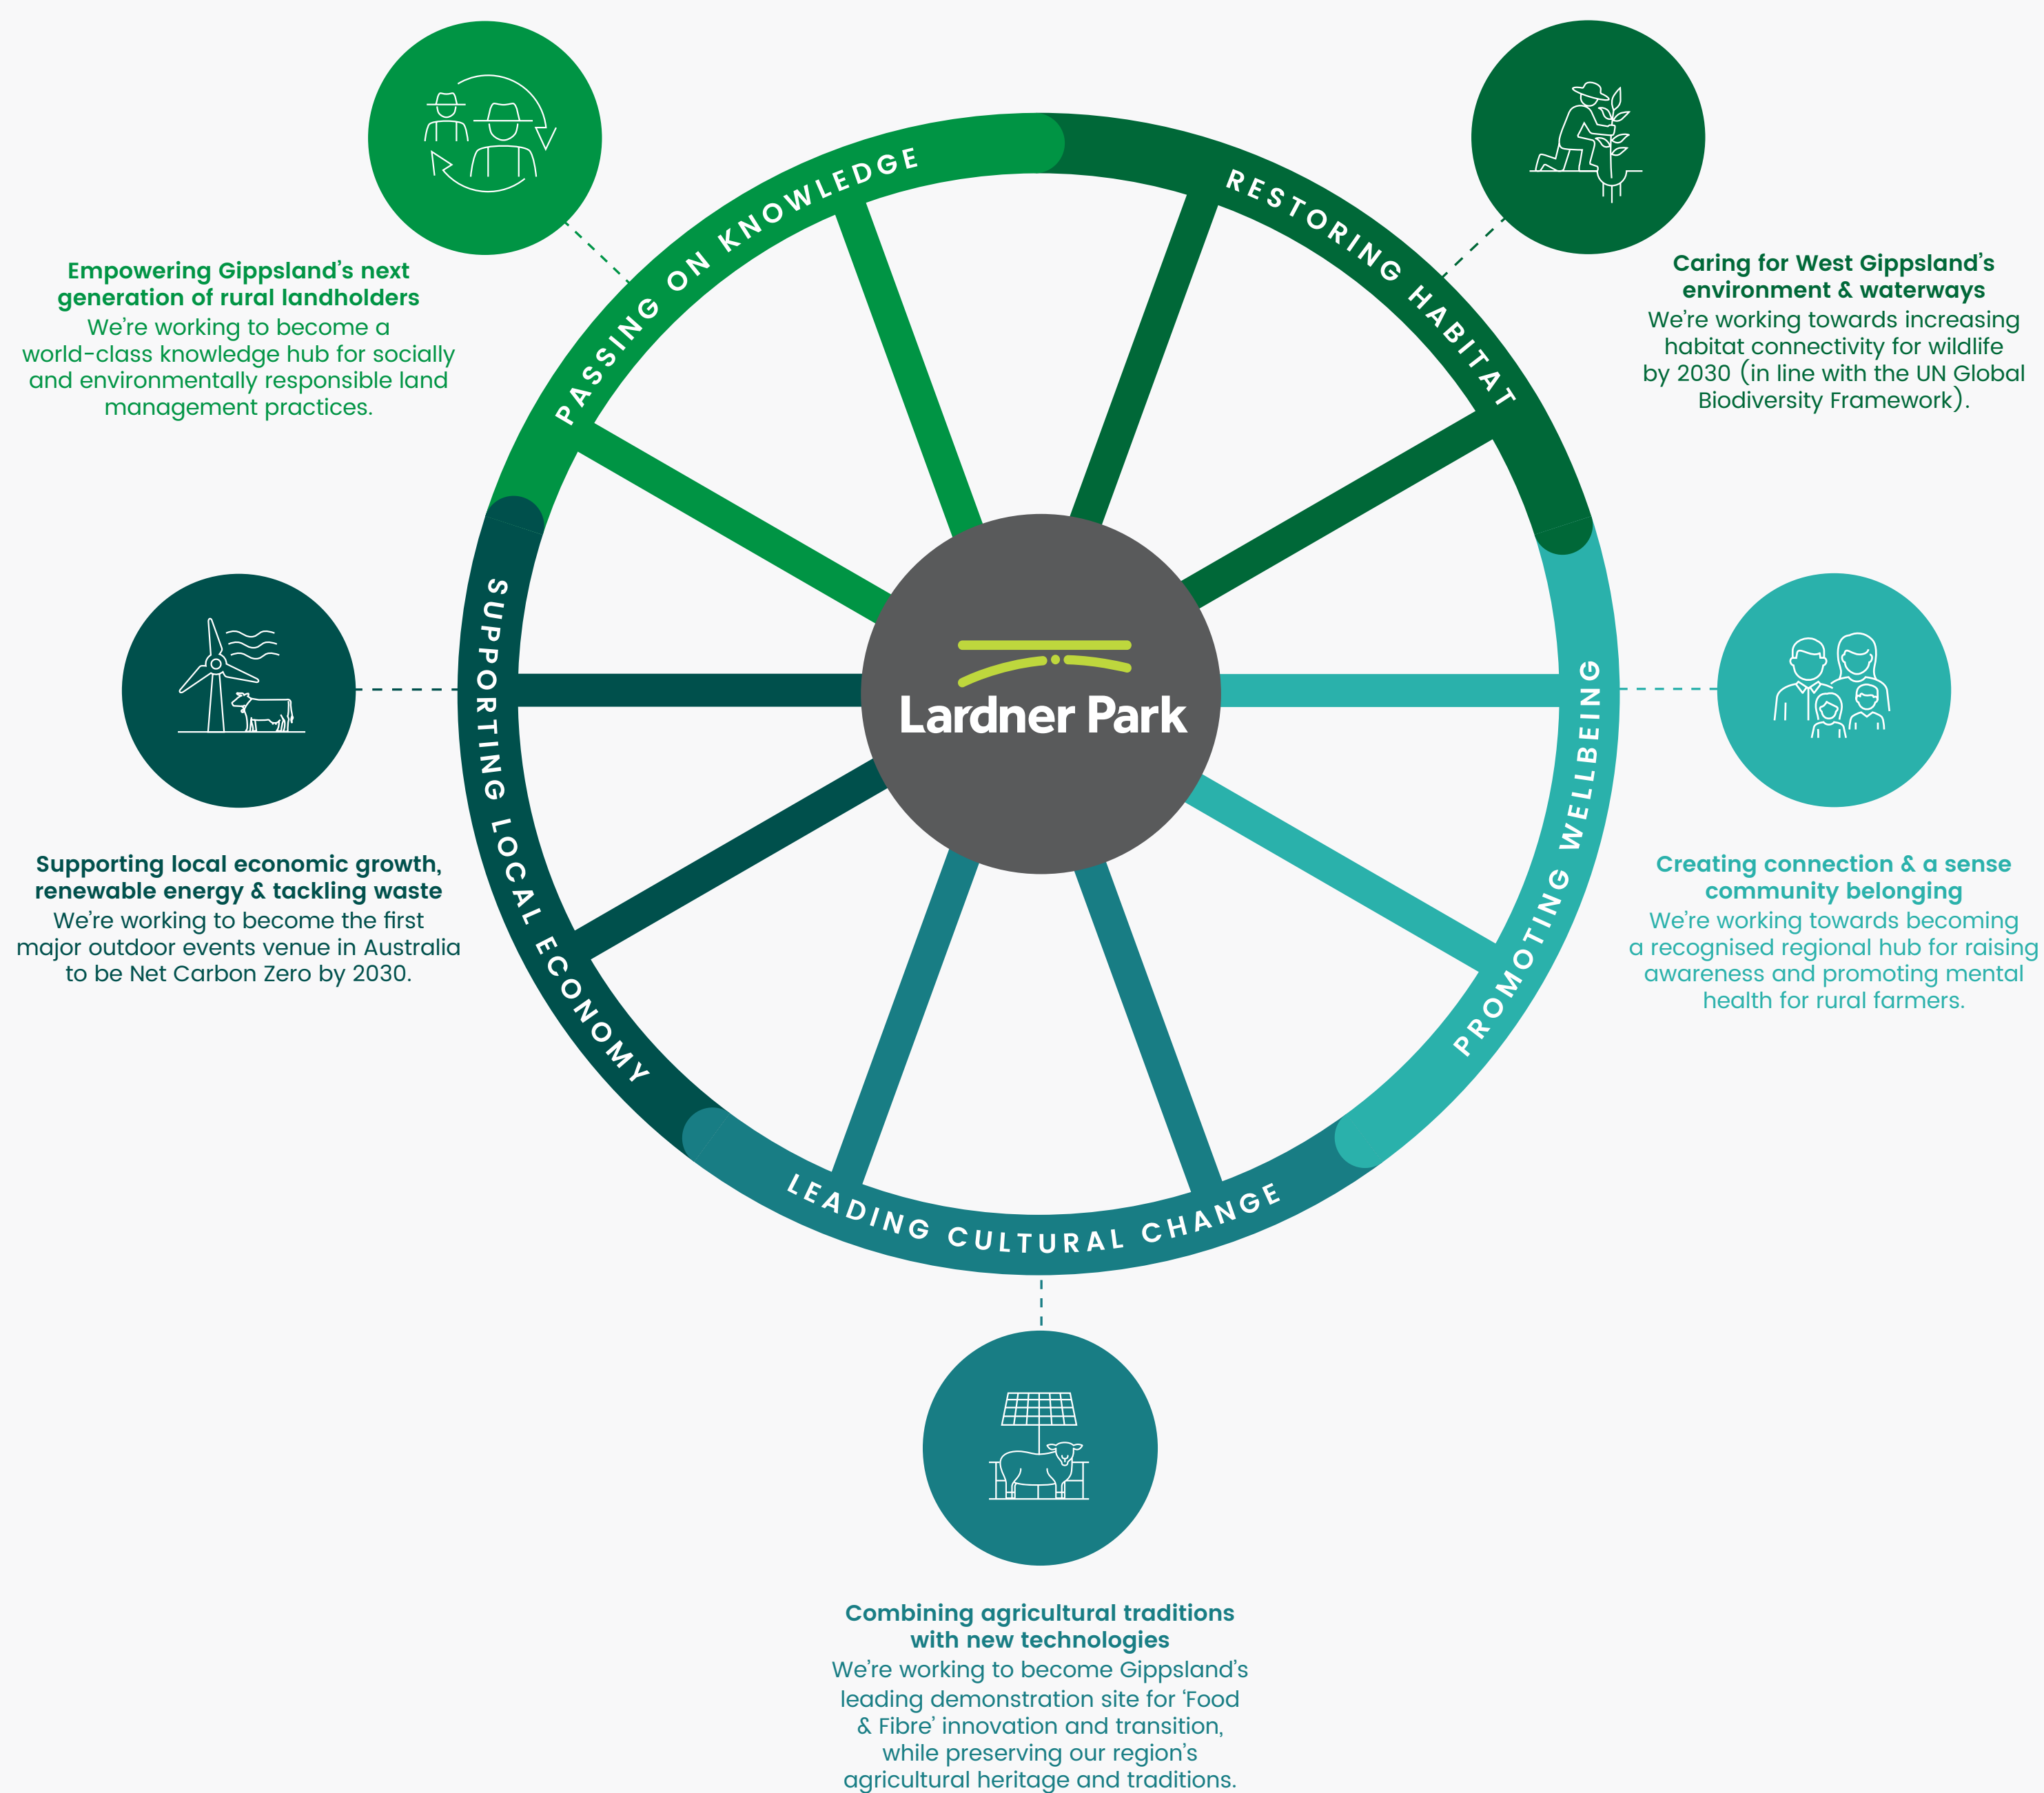 PASSING ON KNOWLEDGE
RESTORING HABITAT
PROMOTING WELLBEING
LEADING CULTURAL CHANGE
SUPPORTING LOCAL ECONOMY
Lardner Park
Empowering Gippsland’s next
generation of rural landholders
We’re working to become a
world-class knowledge hub for socially
and environmentally responsible land
management practices.
Caring for West Gippsland’s
environment & waterways
We’re working towards increasing
habitat connectivity for wildlife
by 2030 (in line with the UN Global
Biodiversity Framework).
Supporting local economic growth,
renewable energy & tackling waste
We’re working to become the first
major outdoor events venue in Australia
to be Net Carbon Zero by 2030.
Creating connection & a sense
community belonging
We’re working towards becoming
a recognised regional hub for raising
awareness and promoting mental
health for rural farmers.
Combining agricultural traditions
with new technologies
We’re working to become Gippsland’s
leading demonstration site for ‘Food
& Fibre’ innovation and transition,
while preserving our region’s
agricultural heritage and traditions.